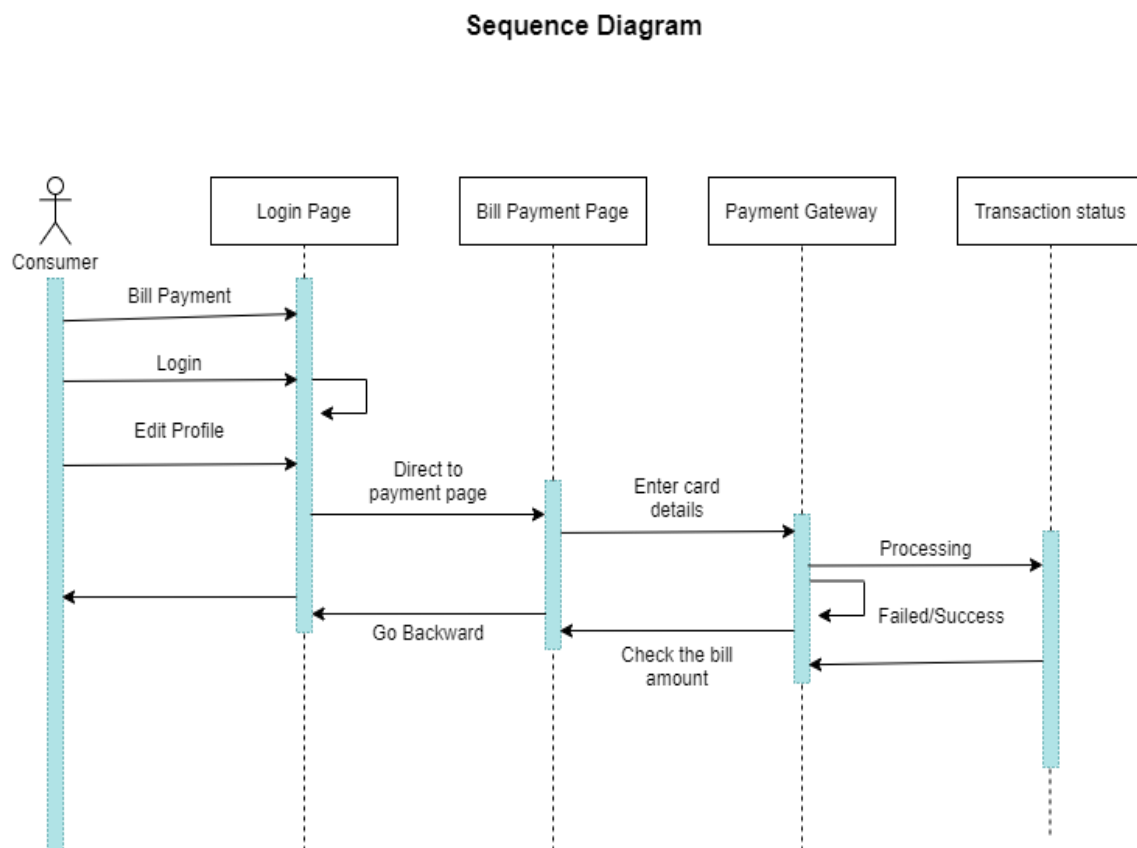 Sequence Diagram
Login Page
Bill Payment Page
Payment Gateway
Transaction status
Consumer
Bill Payment
Login
Edit Profile
Direct to
payment page
Enter card
details
Processing
Failed/Success
Go Backward
Check the bill
amount